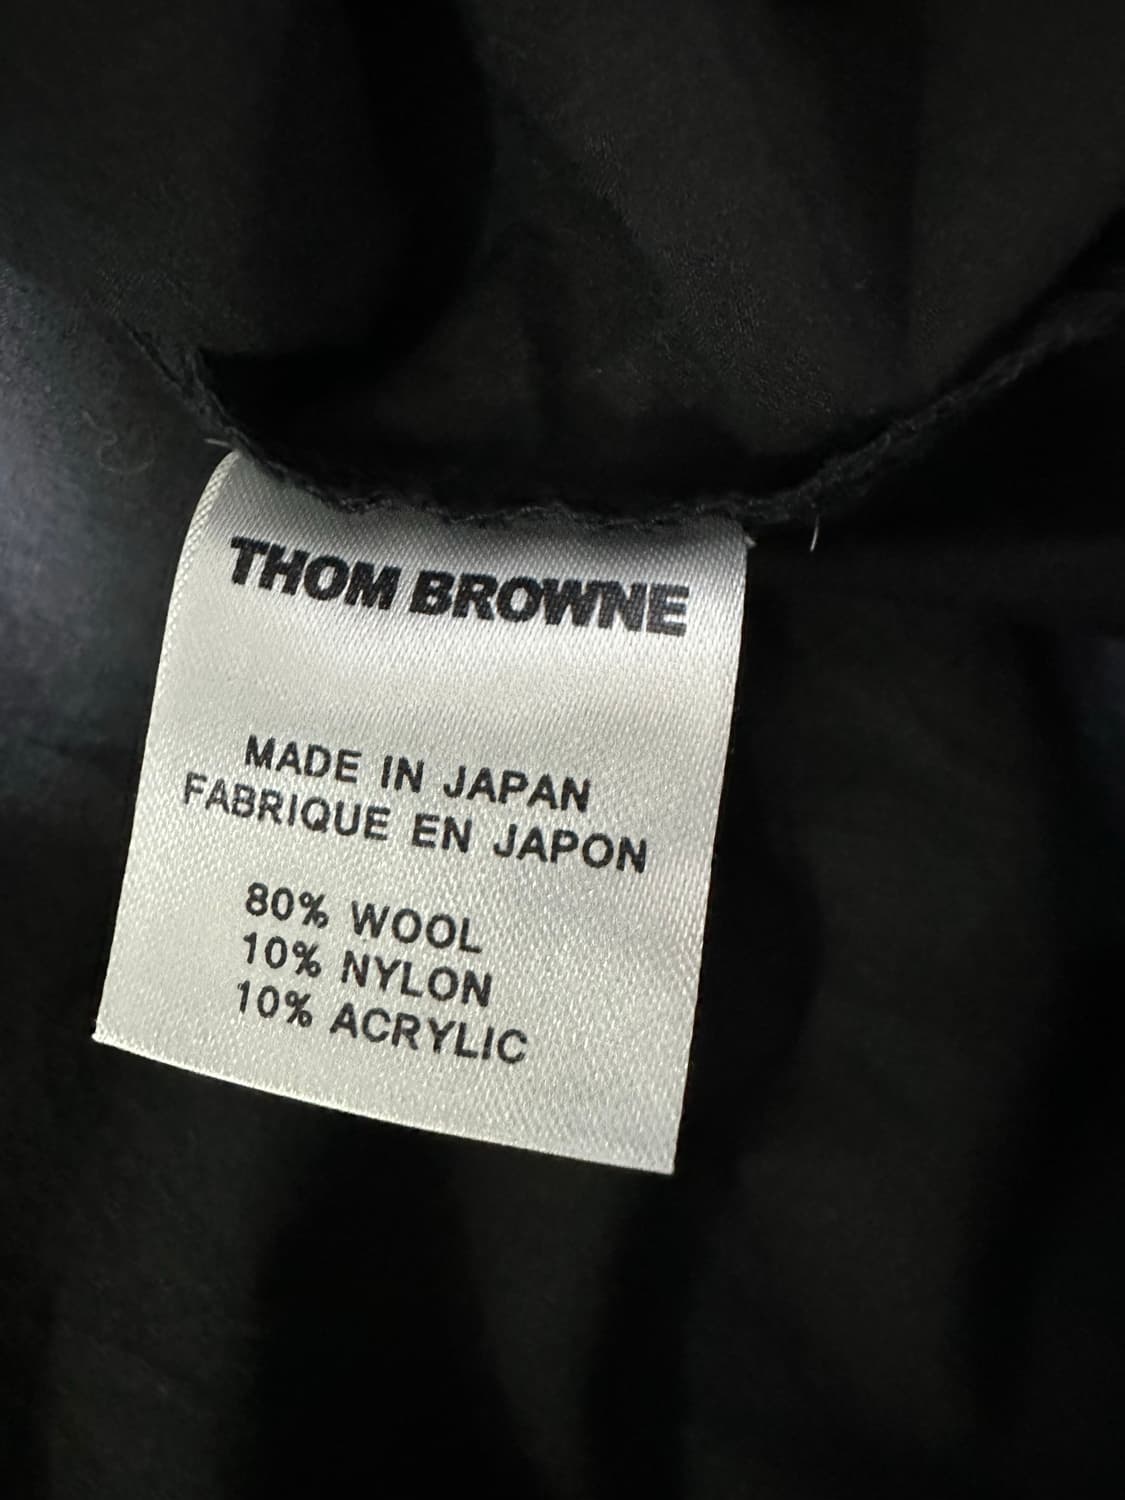 THOM BROWNE
MADE IN JAPAN
FABRIQUE EN JAPON
80% WOOL
10% NYLON
10% ACRYLIC